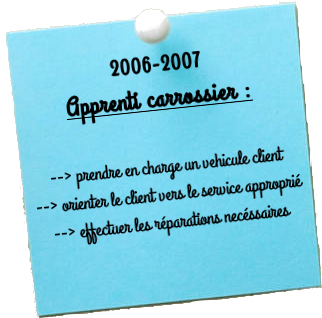 2006-2007
Apprenti carrossier :
--> prendre en charge un vehicule client
--> orienter le client vers le service approprié
--> effectuer les réparations necéssaires